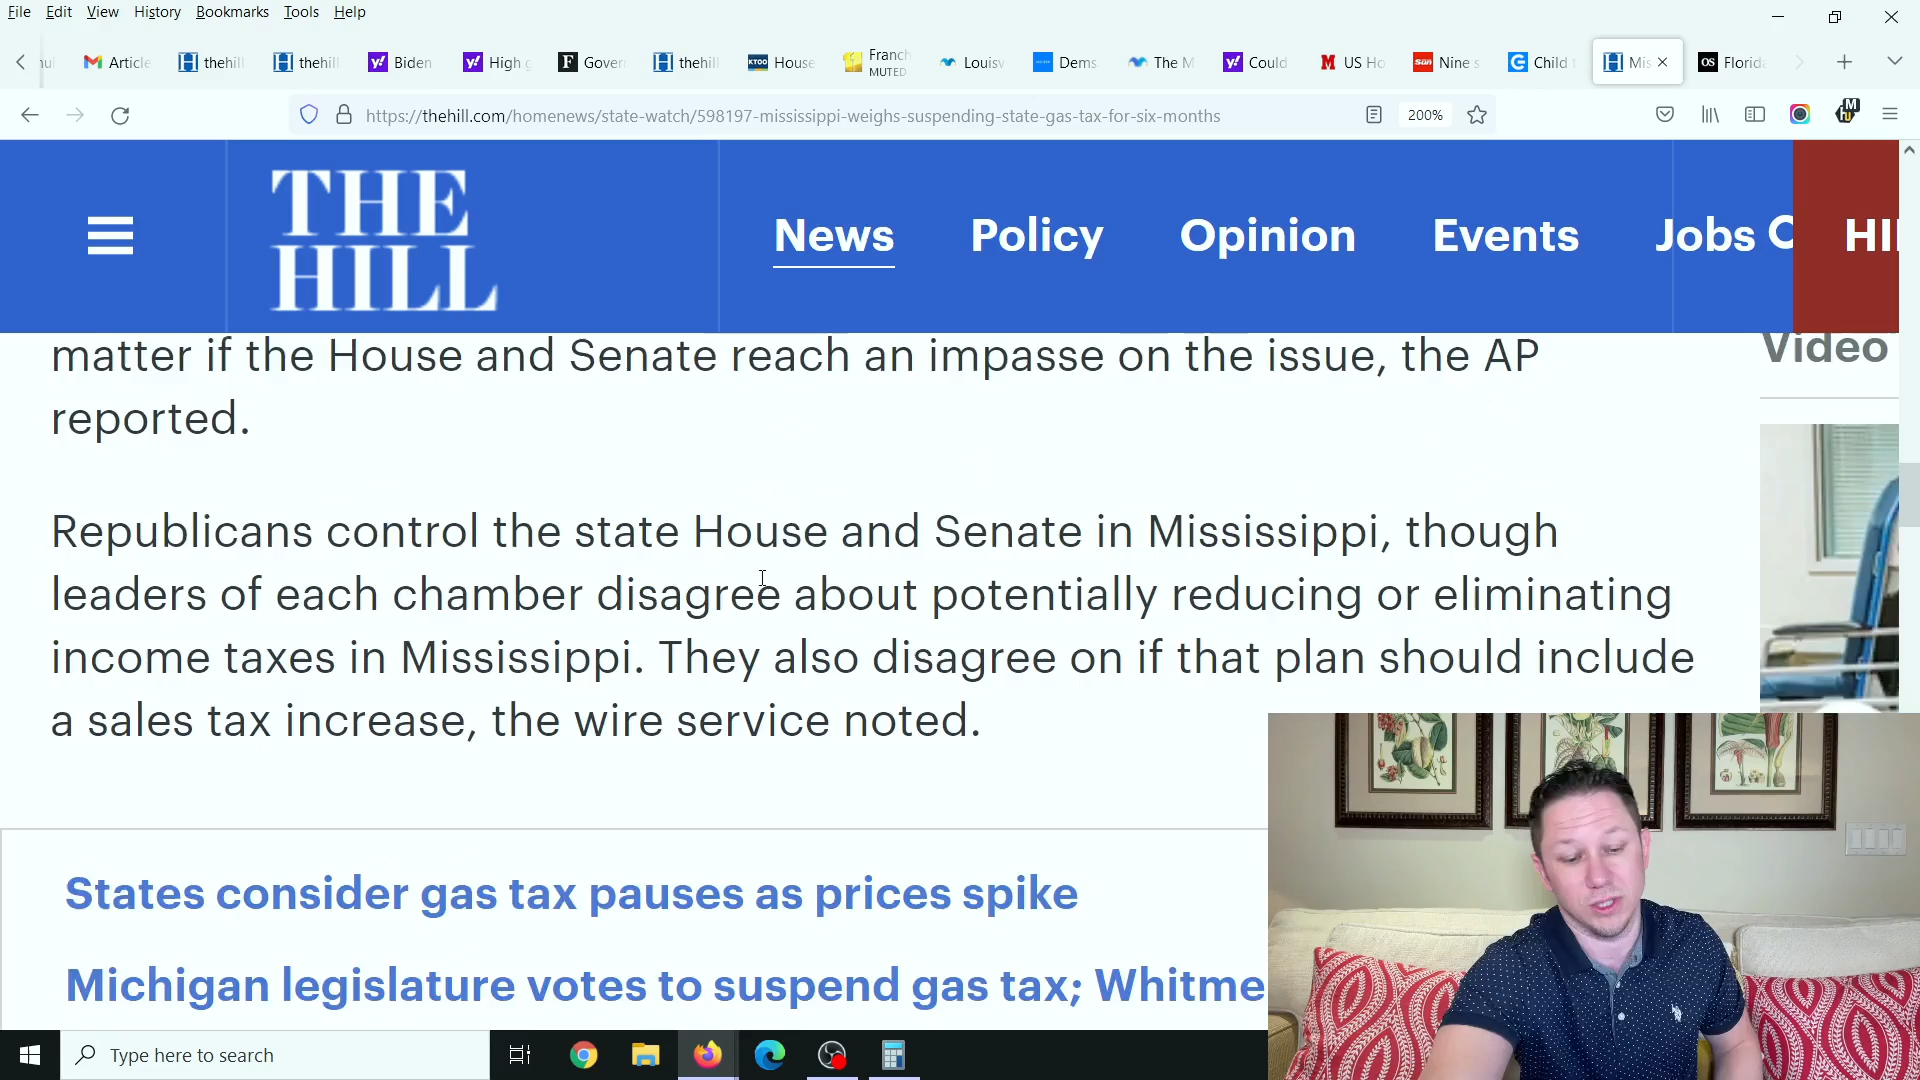 File Edit View History Bookmarks Tools Help
Article
thehill
thehill
Biden
High g
Govern
thehill
House
Franch
MUTED
Louisv
Dems
The M
Could
US Ho
Nine s
Child t
Mis
Florida
https://thehill.com/homenews/state-watch/598197-mississippi-weighs-suspending-state-gas-tax-for-six-months
200%
THE
HILL
News Policy Opinion Events Jobs
matter if the House and Senate reach an impasse on the issue, the AP
reported.
Video
Republicans control the state House and Senate in Mississippi, though
leaders of each chamber disagree about potentially reducing or eliminating
income taxes in Mississippi. They also disagree on if that plan should include
a sales tax increase, the wire service noted.
States consider gas tax pauses as prices spike
Michigan legislature votes to suspend gas tax; Whitme
Type here to search